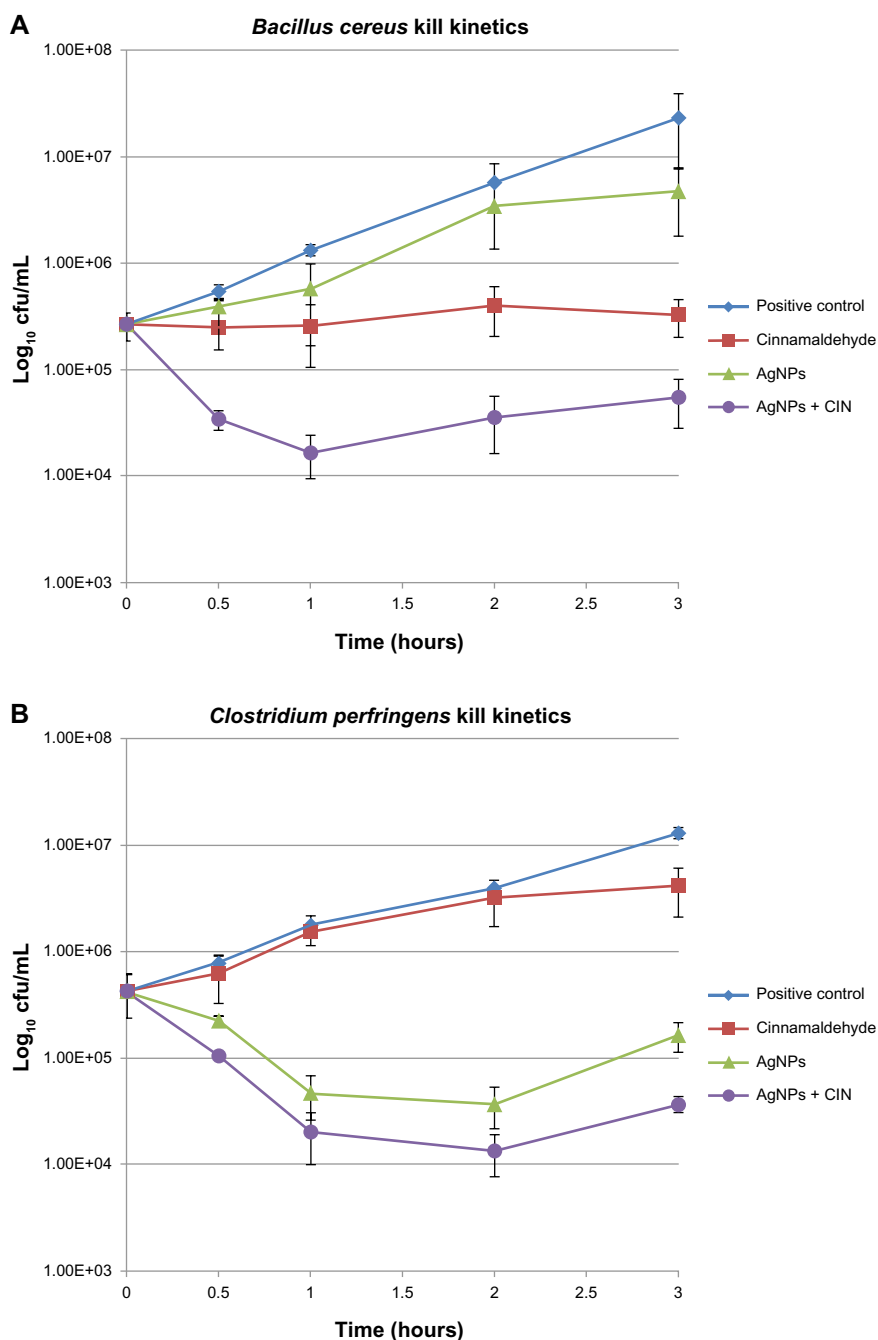 A
Bacillus cereus kill kinetics
1.00E+08
1.00E+07
1.00E+06
1.00E+05
1.00E+04
1.00E+03
Log₁₀ cfu/mL
0 0.5 1 1.5 2 2.5 3
Time (hours)
Positive control
Cinnamaldehyde
AgNPs
AgNPs + CIN
B
Clostridium perfringens kill kinetics
1.00E+08
1.00E+07
1.00E+06
1.00E+05
1.00E+04
1.00E+03
Log₁₀ cfu/mL
0 0.5 1 1.5 2 2.5 3
Time (hours)
Positive control
Cinnamaldehyde
AgNPs
AgNPs + CIN